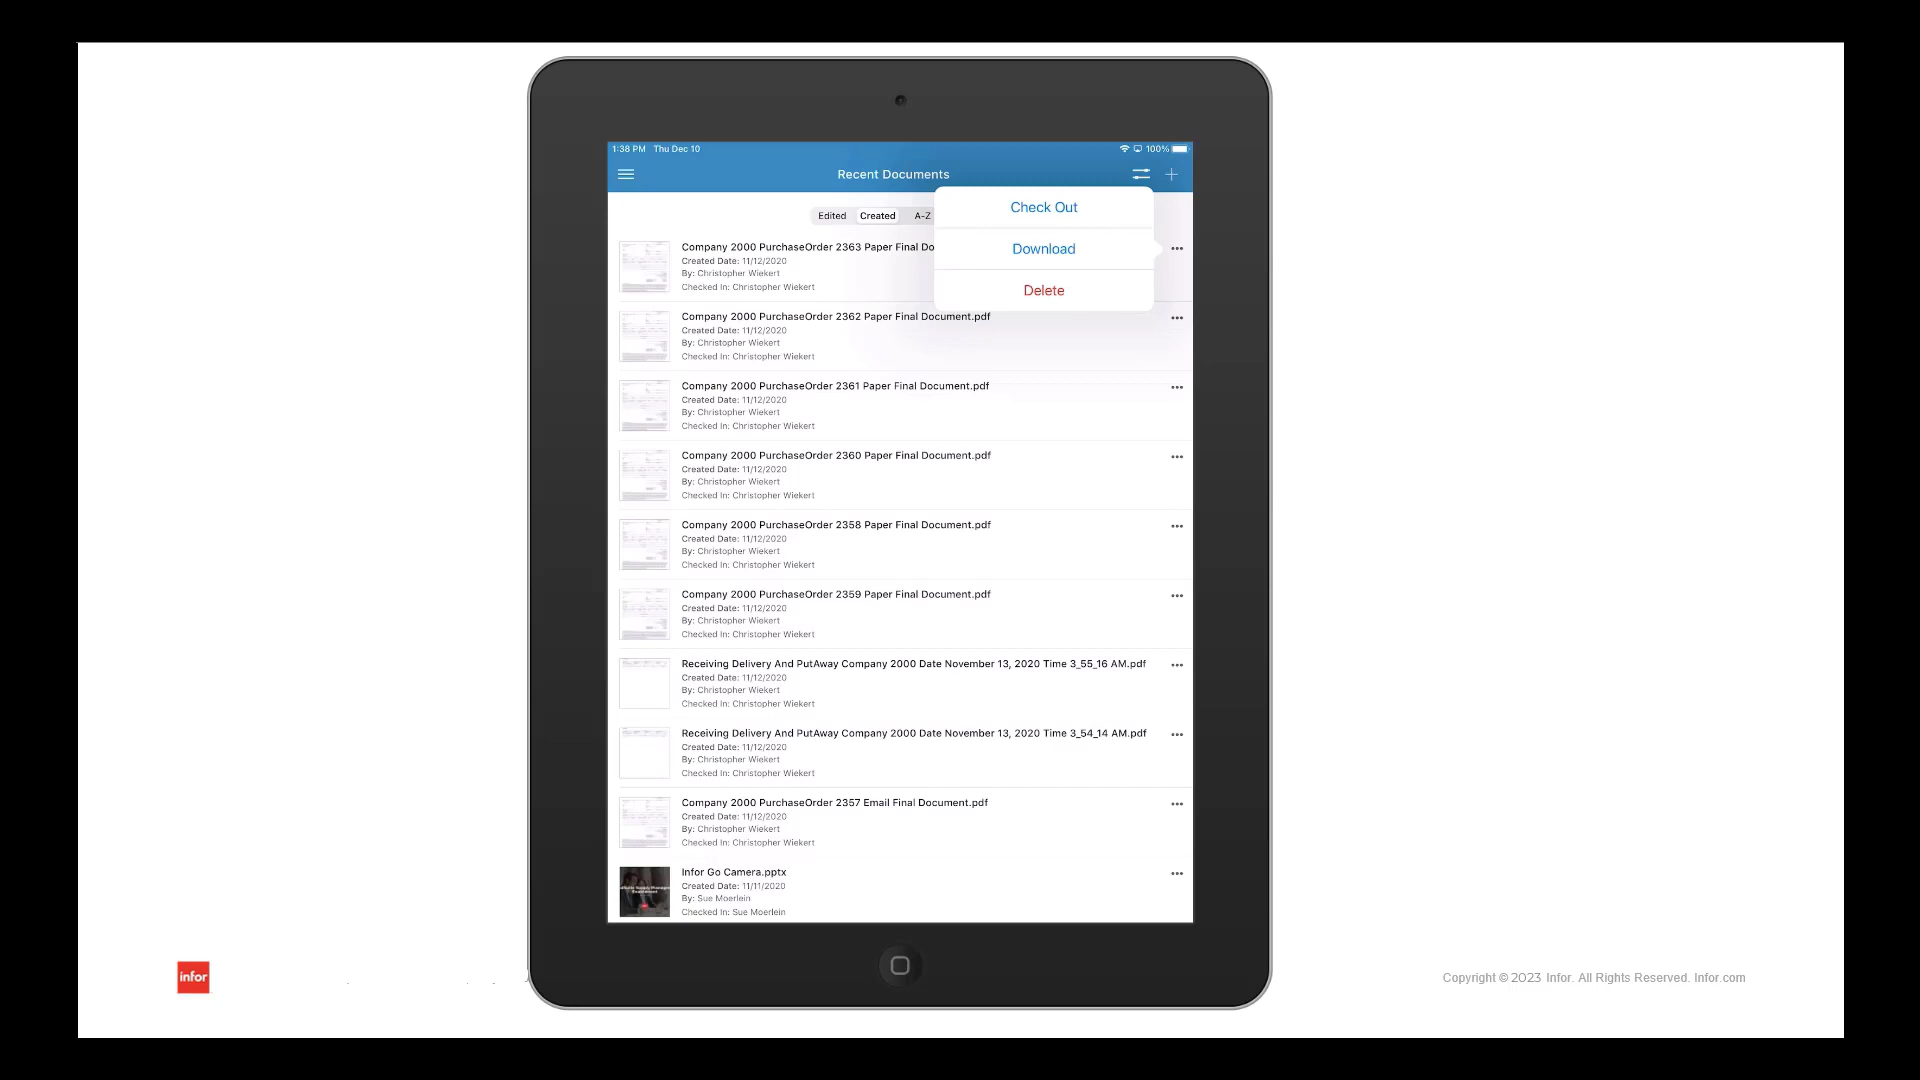 1:38 PM Thu Dec 10
100%
Recent Documents
Edited Created A-Z
Check Out
Download
Delete
Company 2000 PurchaseOrder 2363 Paper Final Do
Created Date: 11/12/2020
By: Christopher Wiekert
Checked In: Christopher Wiekert
Company 2000 PurchaseOrder 2362 Paper Final Document.pdf
Created Date: 11/12/2020
By: Christopher Wiekert
Checked In: Christopher Wiekert
Company 2000 PurchaseOrder 2361 Paper Final Document.pdf
Created Date: 11/12/2020
By: Christopher Wiekert
Checked In: Christopher Wiekert
Company 2000 PurchaseOrder 2360 Paper Final Document.pdf
Created Date: 11/12/2020
By: Christopher Wiekert
Checked In: Christopher Wiekert
Company 2000 PurchaseOrder 2358 Paper Final Document.pdf
Created Date: 11/12/2020
By: Christopher Wiekert
Checked In: Christopher Wiekert
Company 2000 PurchaseOrder 2359 Paper Final Document.pdf
Created Date: 11/12/2020
By: Christopher Wiekert
Checked In: Christopher Wiekert
Receiving Delivery And PutAway Company 2000 Date November 13, 2020 Time 3_55_16 AM.pdf
Created Date: 11/12/2020
By: Christopher Wiekert
Checked In: Christopher Wiekert
Receiving Delivery And PutAway Company 2000 Date November 13, 2020 Time 3_54_14 AM.pdf
Created Date: 11/12/2020
By: Christopher Wiekert
Checked In: Christopher Wiekert
Company 2000 PurchaseOrder 2357 Email Final Document.pdf
Created Date: 11/12/2020
By: Christopher Wiekert
Checked In: Christopher Wiekert
Infor Go Camera.pptx
Created Date: 11/11/2020
By: Sue Moerlein
Checked In: Sue Moerlein
infor
Copyright © 2023 Infor. All Rights Reserved. Infor.com